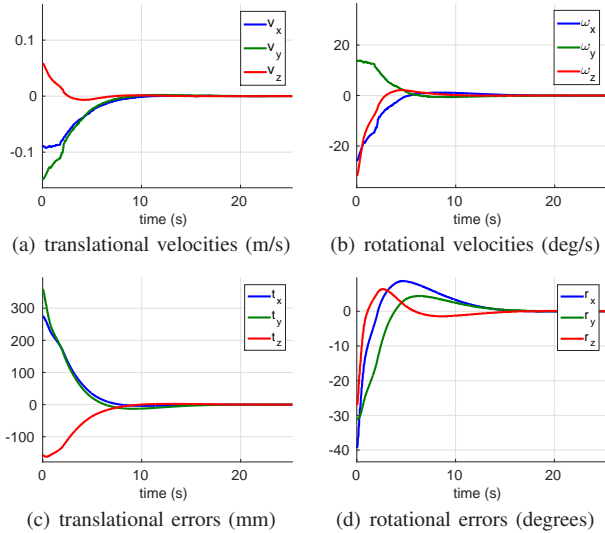 0.1
0
-0.1
v_x
v_y
v_z
0 10 20
time (s)
(a) translational velocities (m/s)
20
0
-20
ω_x
ω_y
ω_z
0 10 20
time (s)
(b) rotational velocities (deg/s)
300
200
100
0
-100
t_x
t_y
t_z
0 10 20
time (s)
(c) translational errors (mm)
0
-10
-20
-30
-40
r_x
r_y
r_z
0 10 20
time (s)
(d) rotational errors (degrees)